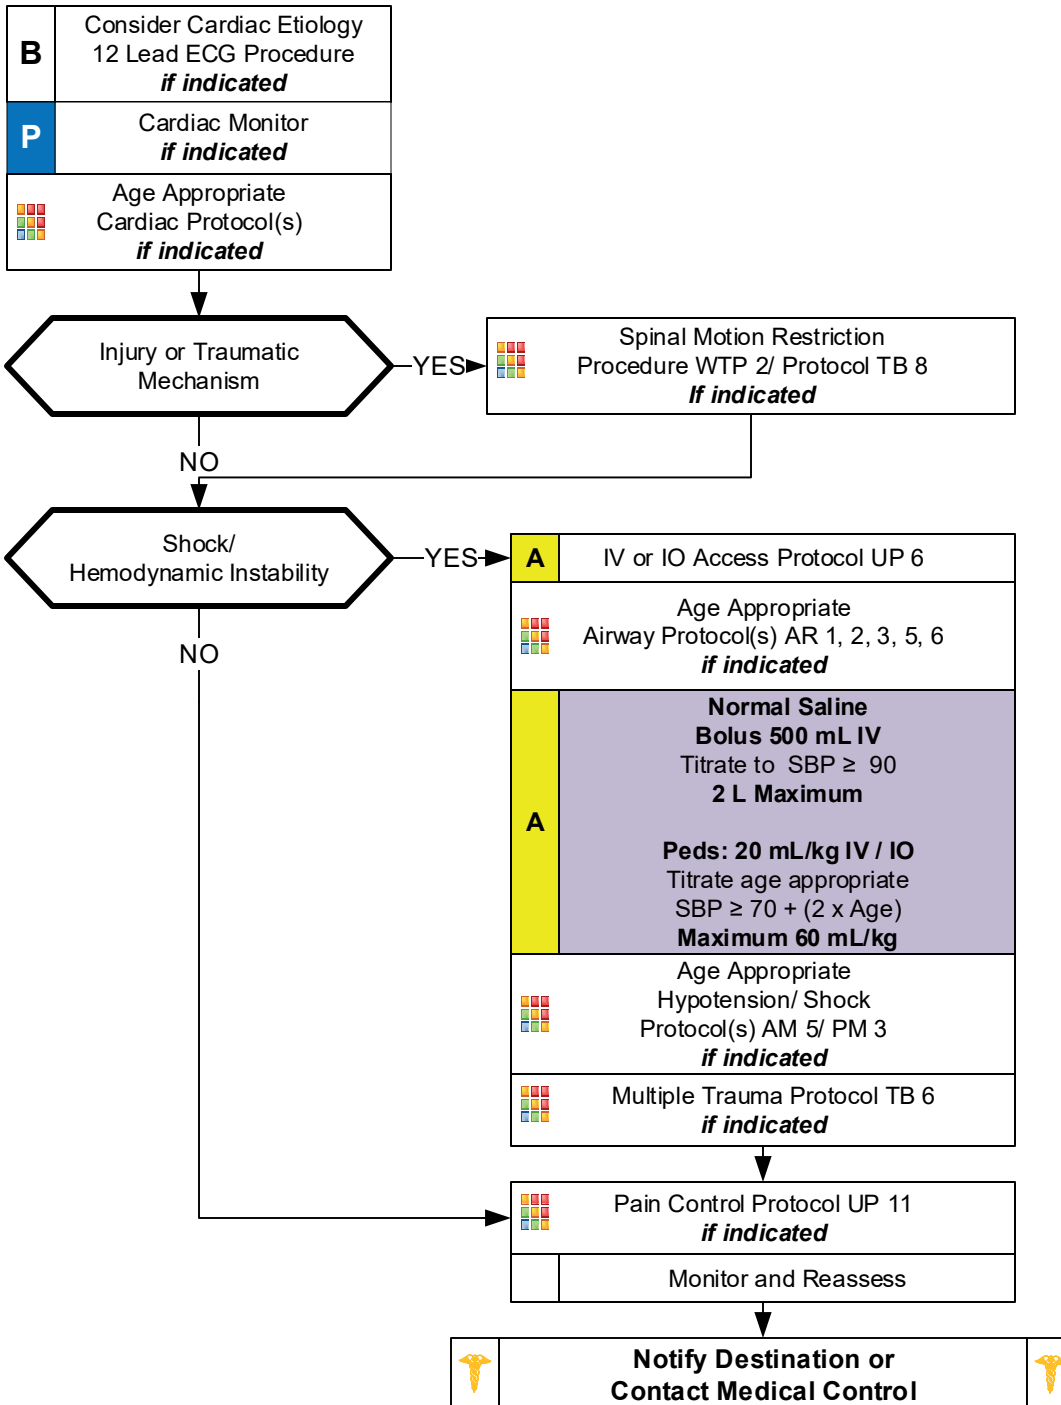 B
Consider Cardiac Etiology
12 Lead ECG Procedure
if indicated
P
Cardiac Monitor
if indicated
Age Appropriate
Cardiac Protocol(s)
if indicated
Injury or Traumatic
Mechanism
YES
Spinal Motion Restriction
Procedure WTP 2/ Protocol TB 8
If indicated
NO
Shock/
Hemodynamic Instability
YES
A
IV or IO Access Protocol UP 6
Age Appropriate
Airway Protocol(s) AR 1, 2, 3, 5, 6
if indicated
NO
A
Normal Saline
Bolus 500 mL IV
Titrate to SBP ≥ 90
2 L Maximum
Peds: 20 mL/kg IV / IO
Titrate age appropriate
SBP ≥ 70 + (2 x Age)
Maximum 60 mL/kg
Age Appropriate
Hypotension/ Shock
Protocol(s) AM 5/ PM 3
if indicated
Multiple Trauma Protocol TB 6
if indicated
Pain Control Protocol UP 11
if indicated
Monitor and Reassess
Notify Destination or
Contact Medical Control